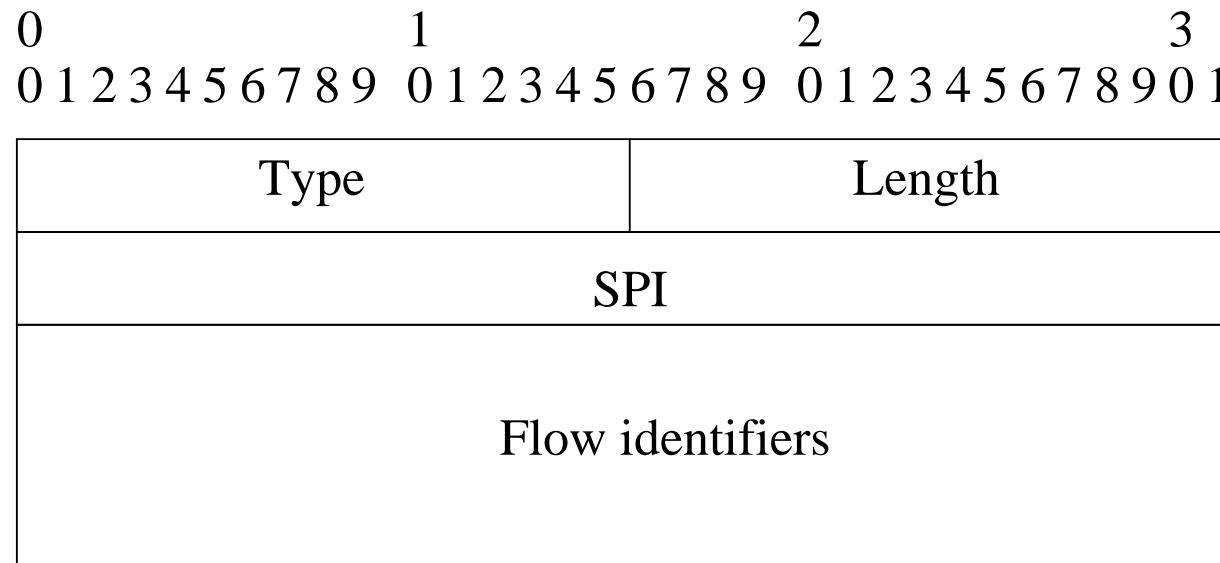 0 1 2 3
0 1 2 3 4 5 6 7 8 9 0 1 2 3 4 5 6 7 8 9 0 1 2 3 4 5 6 7 8 9 0 1
Type Length
SPI
Flow identifiers